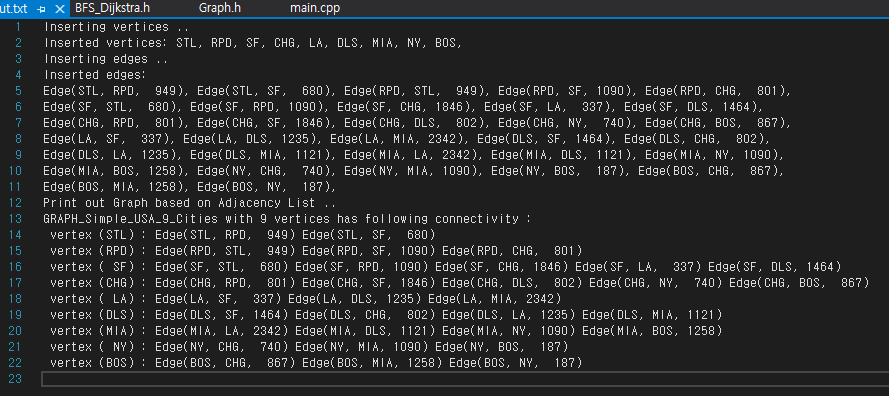 ut.txt BFS_Dijkstra.h Graph.h main.cpp
1 Inserting vertices ..
2 Inserted vertices: STL, RPD, SF, CHG, LA, DLS, MIA, NY, BOS,
3 Inserting edges ..
4 Inserted edges:
5 Edge(STL, RPD,  949), Edge(STL, SF,  680), Edge(RPD, STL,  949), Edge(RPD, SF, 1090), Edge(RPD, CHG,  801),
6 Edge(SF, STL,  680), Edge(SF, RPD, 1090), Edge(SF, CHG, 1846), Edge(SF, LA,  337), Edge(SF, DLS, 1464),
7 Edge(CHG, RPD,  801), Edge(CHG, SF, 1846), Edge(CHG, DLS,  802), Edge(CHG, NY,  740), Edge(CHG, BOS,  867),
8 Edge(LA, SF,  337), Edge(LA, DLS, 1235), Edge(LA, MIA, 2342), Edge(DLS, SF, 1464), Edge(DLS, CHG,  802),
9 Edge(DLS, LA, 1235), Edge(DLS, MIA, 1121), Edge(MIA, LA, 2342), Edge(MIA, DLS, 1121), Edge(MIA, NY, 1090),
10 Edge(MIA, BOS, 1258), Edge(NY, CHG,  740), Edge(NY, MIA, 1090), Edge(NY, BOS,  187), Edge(BOS, CHG,  867),
11 Edge(BOS, MIA, 1258), Edge(BOS, NY,  187),
12 Print out Graph based on Adjacency List ..
13 GRAPH_Simple_USA_9_Cities with 9 vertices has following connectivity :
14 vertex (STL) : Edge(STL, RPD,  949) Edge(STL, SF,  680)
15 vertex (RPD) : Edge(RPD, STL,  949) Edge(RPD, SF, 1090) Edge(RPD, CHG,  801)
16 vertex ( SF) : Edge(SF, STL,  680) Edge(SF, RPD, 1090) Edge(SF, CHG, 1846) Edge(SF, LA,  337) Edge(SF, DLS, 1464)
17 vertex (CHG) : Edge(CHG, RPD,  801) Edge(CHG, SF, 1846) Edge(CHG, DLS,  802) Edge(CHG, NY,  740) Edge(CHG, BOS,  867)
18 vertex ( LA) : Edge(LA, SF,  337) Edge(LA, DLS, 1235) Edge(LA, MIA, 2342)
19 vertex (DLS) : Edge(DLS, SF, 1464) Edge(DLS, CHG,  802) Edge(DLS, LA, 1235) Edge(DLS, MIA, 1121)
20 vertex (MIA) : Edge(MIA, LA, 2342) Edge(MIA, DLS, 1121) Edge(MIA, NY, 1090) Edge(MIA, BOS, 1258)
21 vertex ( NY) : Edge(NY, CHG,  740) Edge(NY, MIA, 1090) Edge(NY, BOS,  187)
22 vertex (BOS) : Edge(BOS, CHG,  867) Edge(BOS, MIA, 1258) Edge(BOS, NY,  187)
23